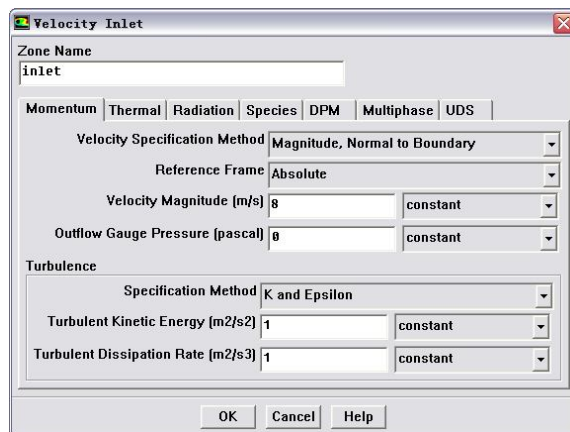 Velocity Inlet
Zone Name
inlet
Momentum Thermal Radiation Species DPM Multiphase UDS
Velocity Specification Method Magnitude, Normal to Boundary
Reference Frame Absolute
Velocity Magnitude (m/s) 8 constant
Outflow Gauge Pressure (pascal) 0 constant
Turbulence
Specification Method K and Epsilon
Turbulent Kinetic Energy (m2/s2) 1 constant
Turbulent Dissipation Rate (m2/s3) 1 constant
OK Cancel Help